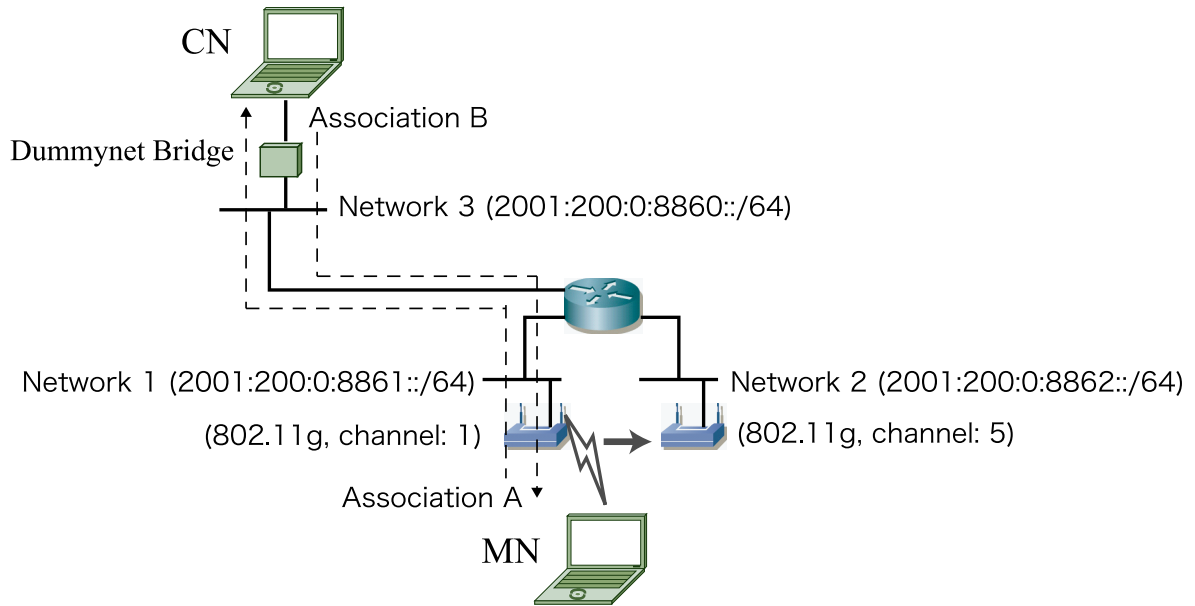 CN
Association B
Dummynet Bridge
Network 3 (2001:200:0:8860::/64)
Network 1 (2001:200:0:8861::/64)
Network 2 (2001:200:0:8862::/64)
(802.11g, channel: 1)
(802.11g, channel: 5)
Association A
MN